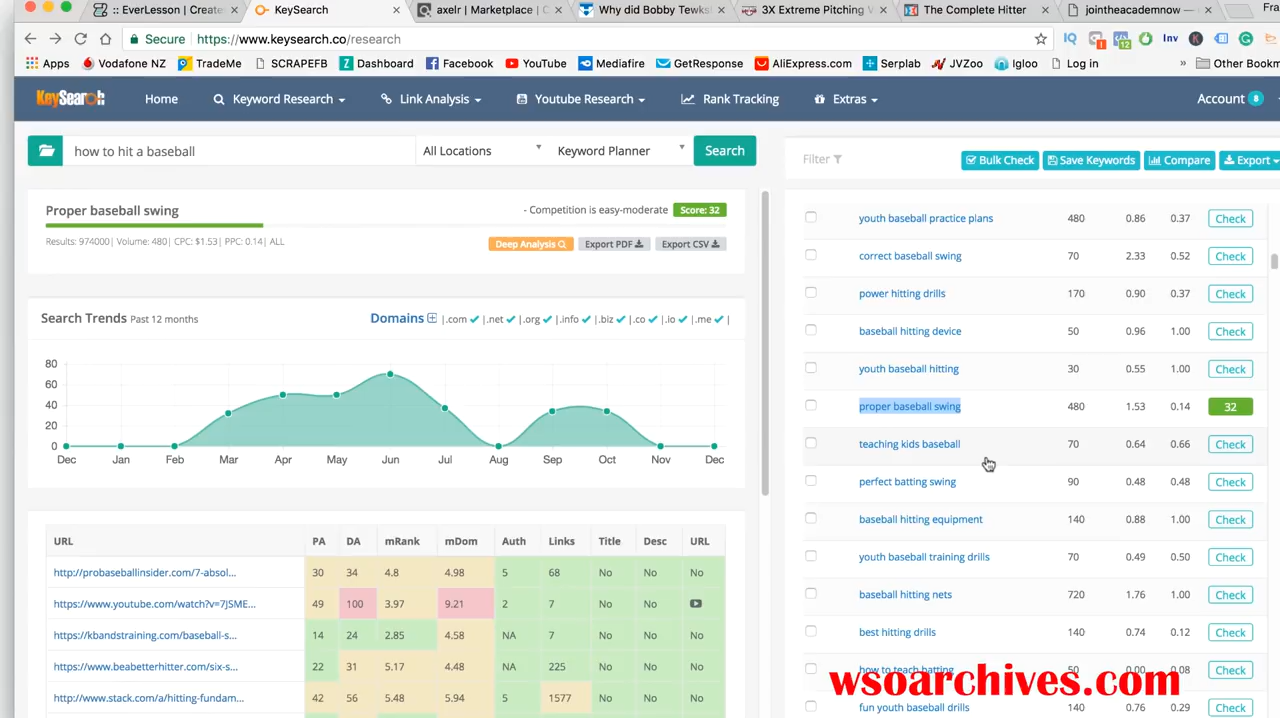 :: EverLesson | Creates
KeySearch
axelr | Marketplace | C
Why did Bobby Tewks
3X Extreme Pitching V
The Complete Hitter
jointheacademnow —
Fra
Secure
https://www.keysearch.co/research
Apps
Vodafone NZ
TradeMe
SCRAPEFB
Dashboard
Facebook
YouTube
Mediafire
GetResponse
AliExpress.com
Serplab
JVZoo
Igloo
Log in
»
Other Bookm
KeySearch
Home
Keyword Research
Link Analysis
Youtube Research
Rank Tracking
Extras
Account 8
how to hit a baseball
All Locations
Keyword Planner
Search
Filter
Bulk Check
Save Keywords
Compare
Export
Proper baseball swing
- Competition is easy-moderate
Score: 32
Results: 974000| Volume: 480| CPC: $1.53| PPC: 0.14| ALL
Deep Analysis
Export PDF
Export CSV
Search Trends Past 12 months
Domains
|.com |.net |.org |.info |.biz |.co |.io |.me |
80
60
40
20
0
Dec Jan Feb Mar Apr May Jun Jul Aug Sep Oct Nov Dec
URL PA DA mRank mDom Auth Links Title Desc URL
http://probaseballinsider.com/7-absol... 30 34 4.8 4.98 5 68 No No No
https://www.youtube.com/watch?v=7JSME... 49 100 3.97 9.21 2 7 No No
https://kbandstraining.com/baseball-s... 14 24 2.85 4.58 NA 7 No No No
https://www.beabetterhitter.com/six-s... 22 31 5.17 4.48 NA 225 No No No
http://www.stack.com/a/hitting-fundam... 42 56 5.48 5.94 5 1577 No No No
youth baseball practice plans 480 0.86 0.37 Check
correct baseball swing 70 2.33 0.52 Check
power hitting drills 170 0.90 0.37 Check
baseball hitting device 50 0.96 1.00 Check
youth baseball hitting 30 0.55 1.00 Check
proper baseball swing 480 1.53 0.14 32
teaching kids baseball 70 0.64 0.66 Check
perfect batting swing 90 0.48 0.48 Check
baseball hitting equipment 140 0.88 1.00 Check
youth baseball training drills 70 0.49 0.50 Check
baseball hitting nets 720 1.76 1.00 Check
best hitting drills 140 0.74 0.12 Check
how to teach batting 50 0.00 0.08 Check
wsoarchives.com
fun youth baseball drills 140 0.76 0.29 Check